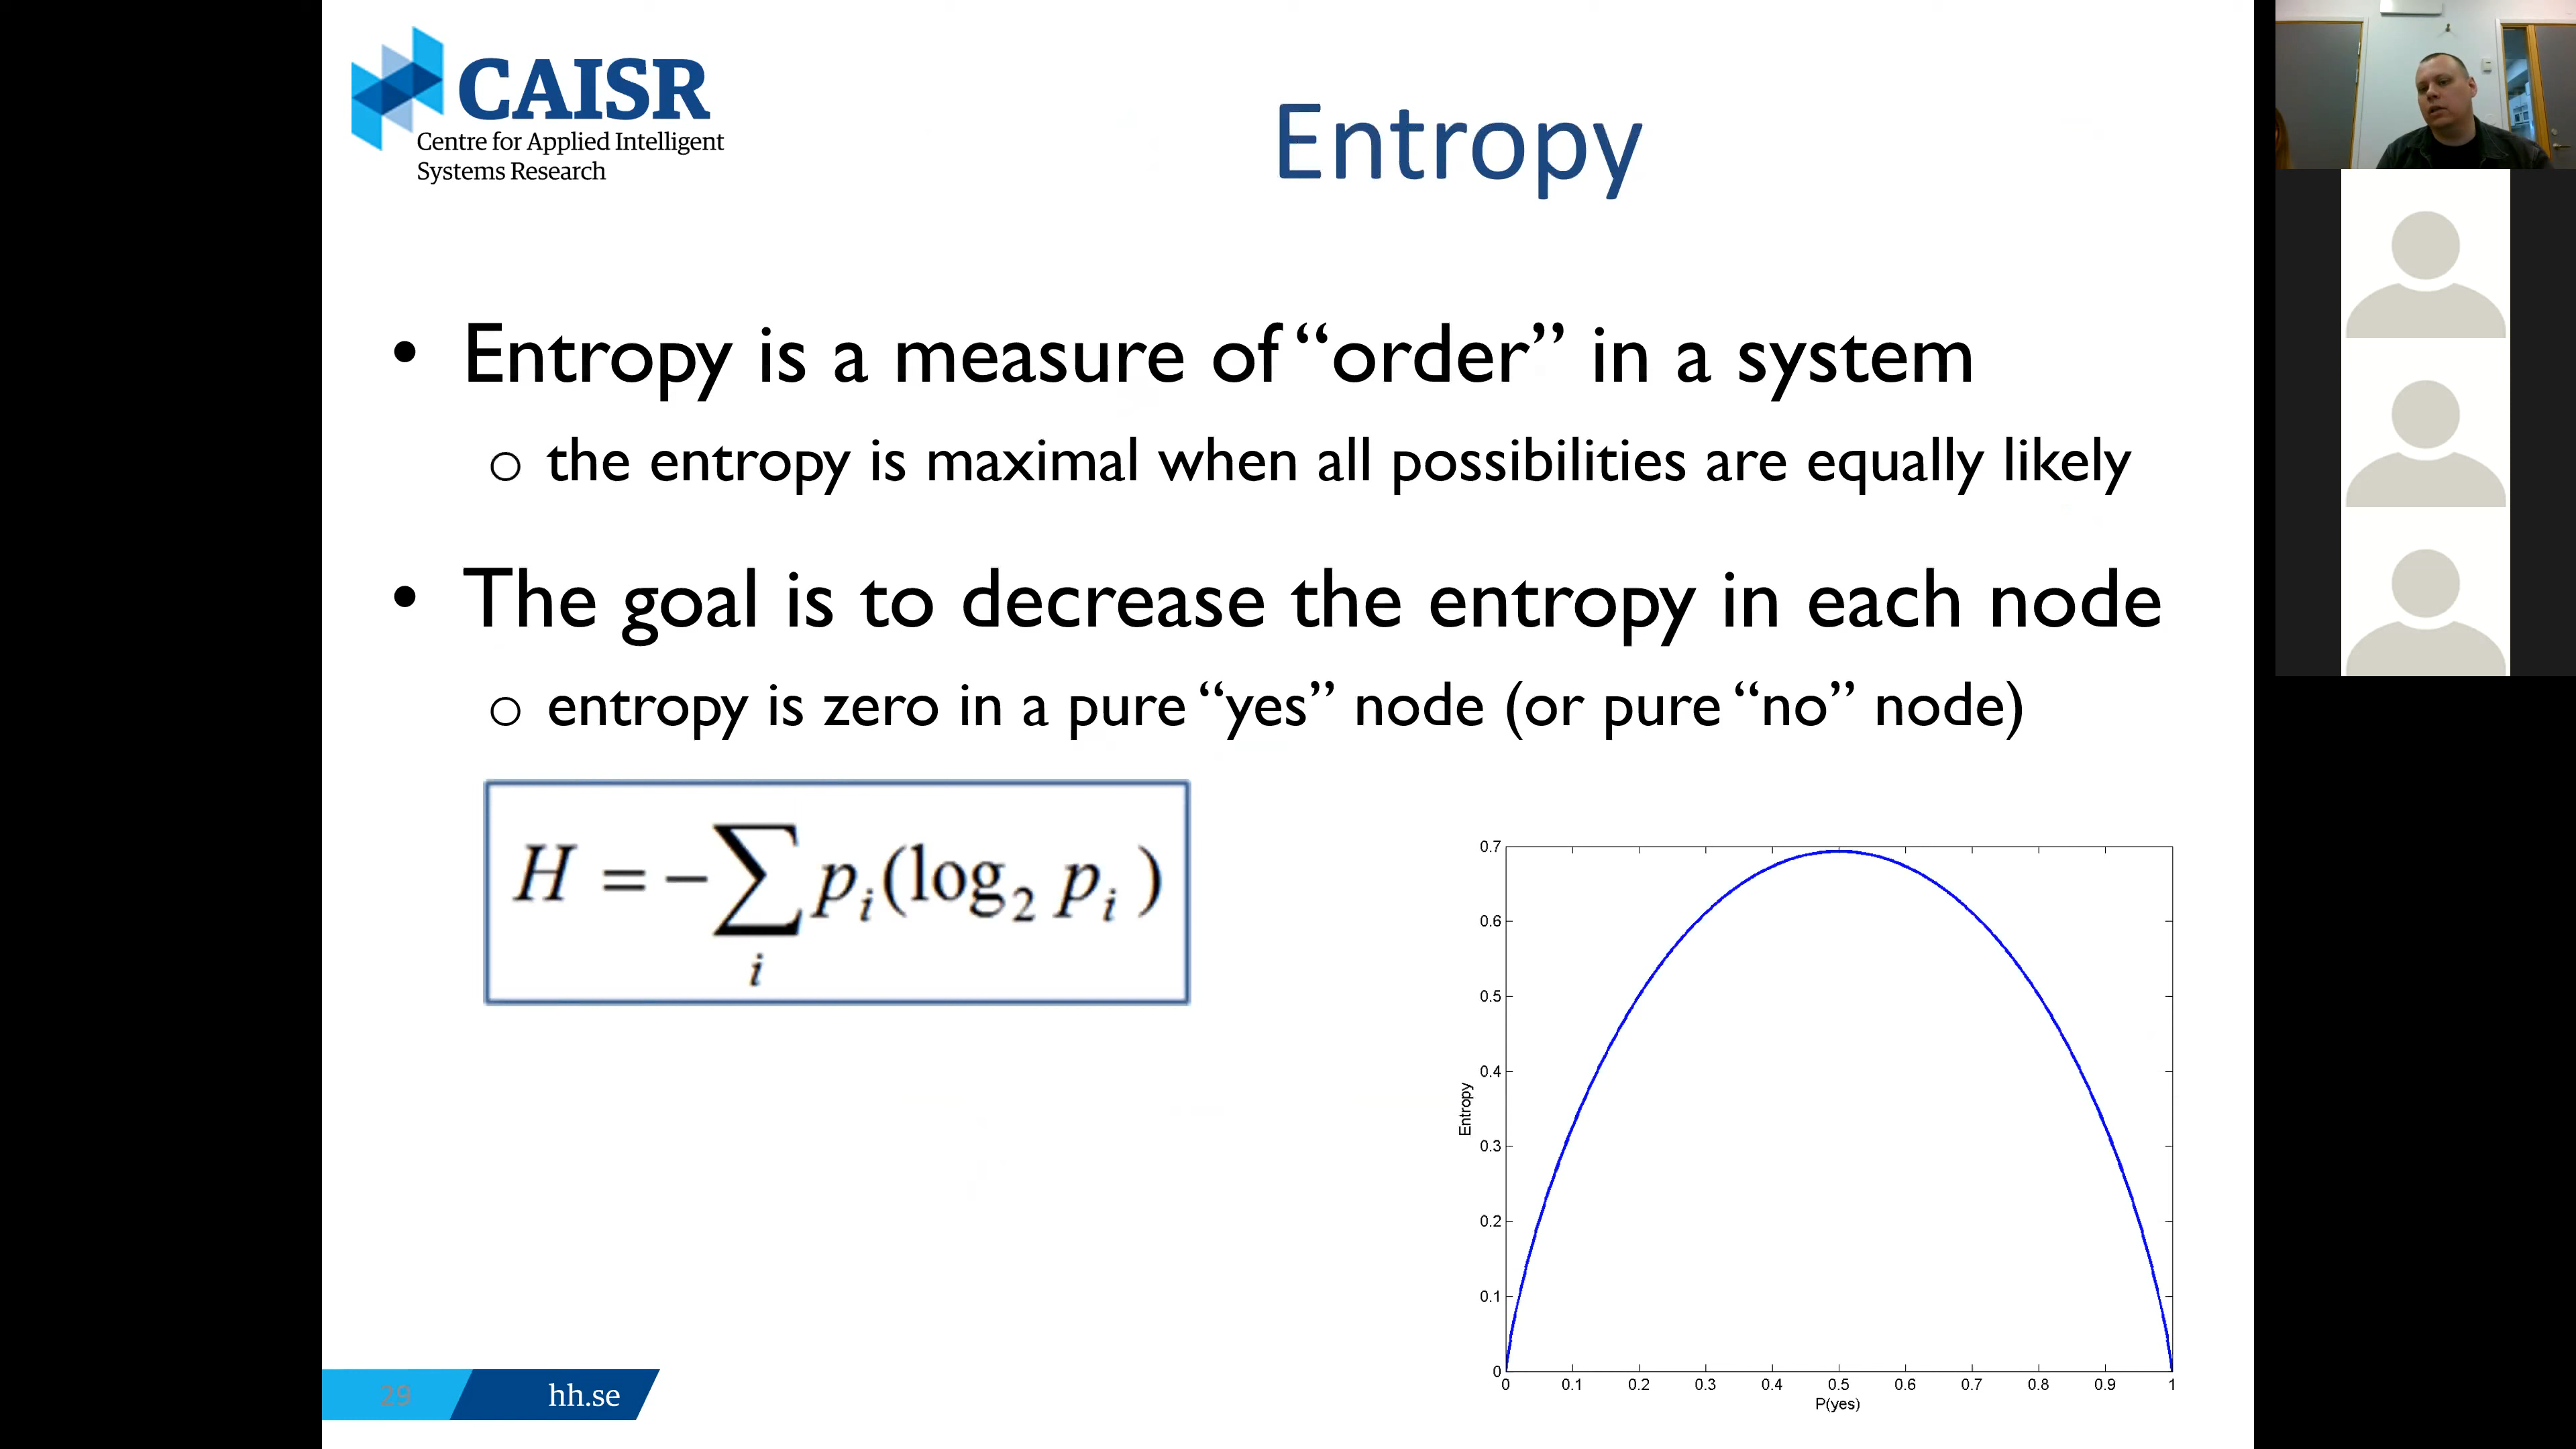 CAISR
Centre for Applied Intelligent
Systems Research
Entropy
• Entropy is a measure of “order” in a system
o the entropy is maximal when all possibilities are equally likely
• The goal is to decrease the entropy in each node
o entropy is zero in a pure “yes” node (or pure “no” node)
H = −∑ p_i (log_2 p_i)
i
0.7
0.6
0.5
0.4
0.3
0.2
0.1
0
Entropy
0 0.1 0.2 0.3 0.4 0.5 0.6 0.7 0.8 0.9 1
P(yes)
29 hh.se